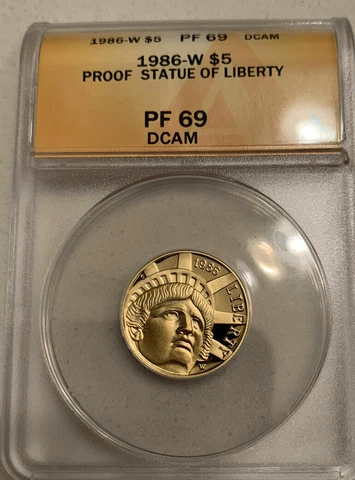 1986-W $5 PF 69 DCAM
1986-W $5
PROOF STATUE OF LIBERTY
PF 69
DCAM
1986
LIBERTY
W